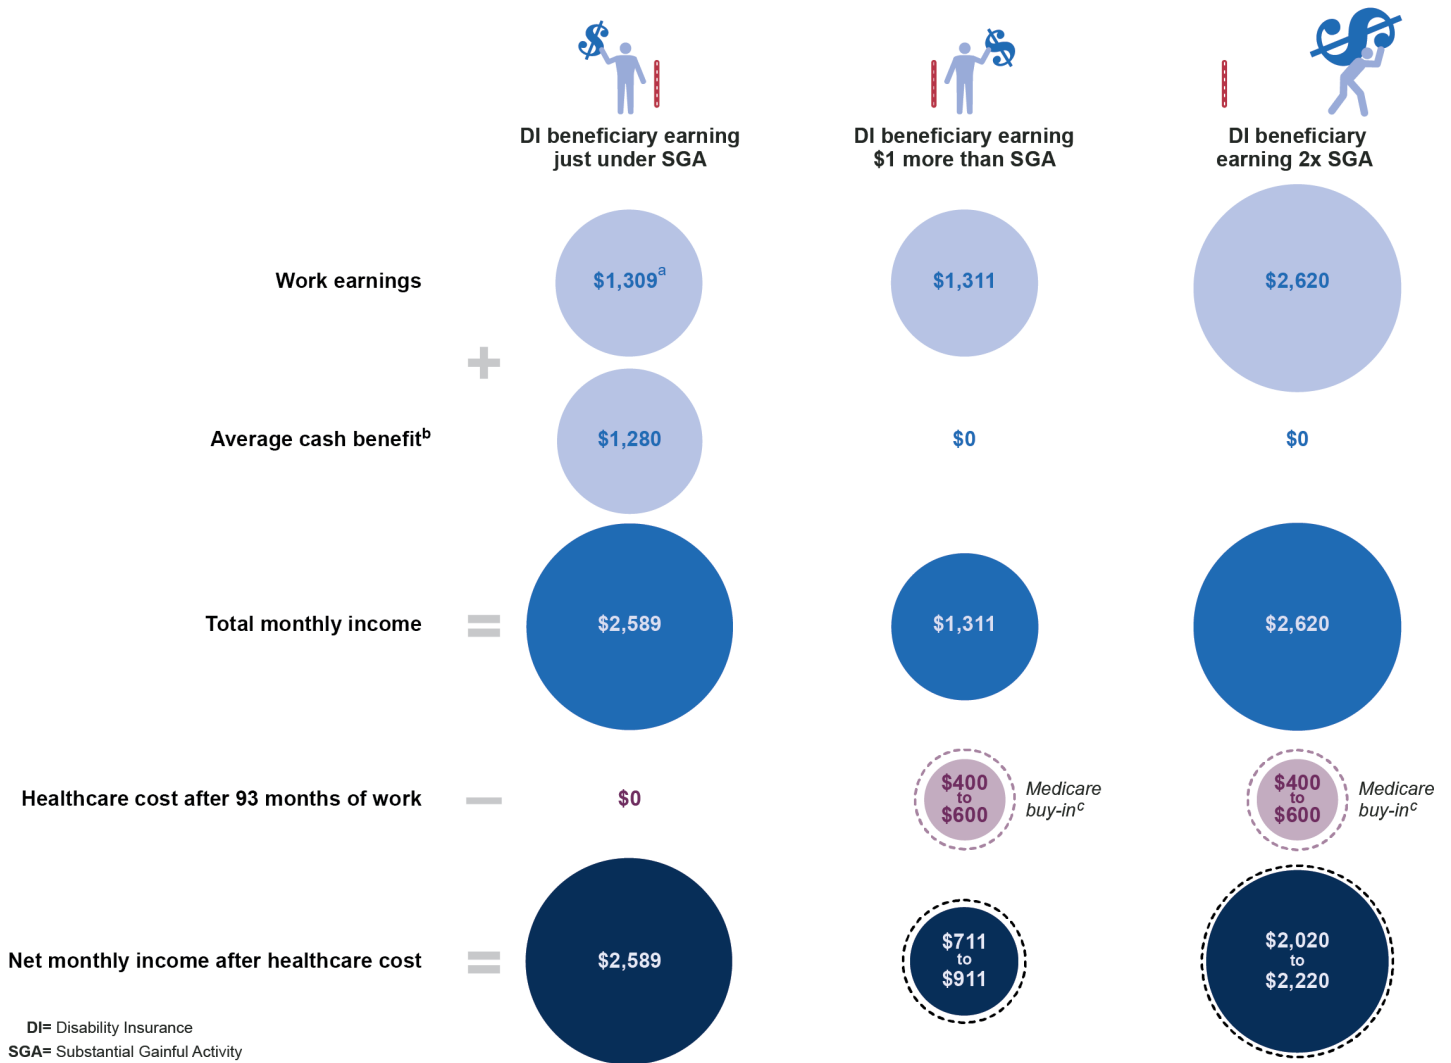 DI beneficiary earning
just under SGA
DI beneficiary earning
$1 more than SGA
DI beneficiary
earning 2x SGA
Work earnings
$1,309a
$1,311
$2,620
Average cash benefitb
$1,280
$0
$0
Total monthly income
$2,589
$1,311
$2,620
Healthcare cost after 93 months of work
$0
$400
to
$600
Medicare
buy-inc
$400
to
$600
Medicare
buy-inc
Net monthly income after healthcare cost
$2,589
$711
to
$911
$2,020
to
$2,220
DI= Disability Insurance
SGA= Substantial Gainful Activity